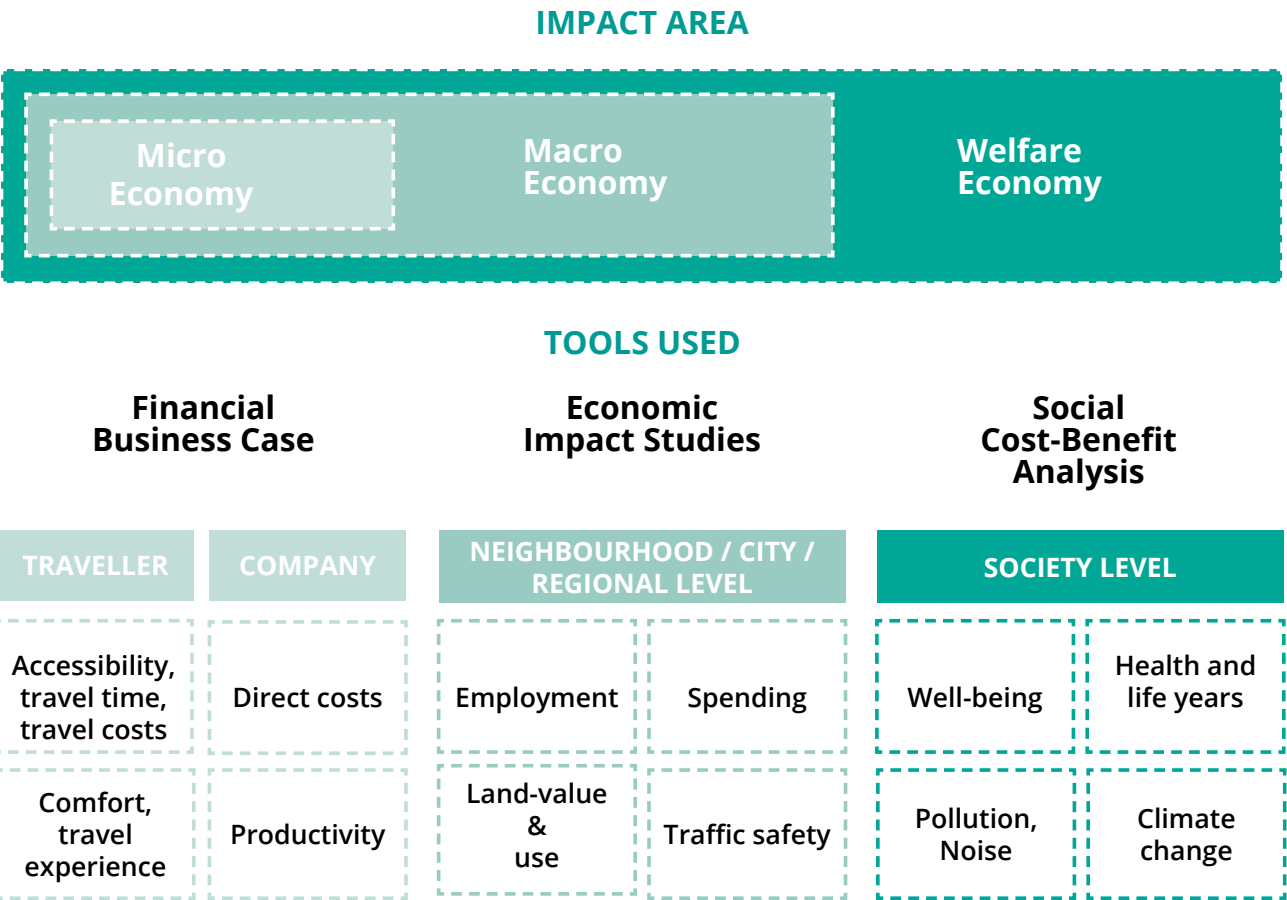 IMPACT AREA
Micro
Economy
Macro
Economy
Welfare
Economy
TOOLS USED
Financial
Business Case
Economic
Impact Studies
Social
Cost-Benefit
Analysis
TRAVELLER
COMPANY
NEIGHBOURHOOD / CITY /
REGIONAL LEVEL
SOCIETY LEVEL
Accessibility,
travel time,
travel costs
Direct costs
Employment
Spending
Well-being
Health and
life years
Comfort,
travel
experience
Productivity
Land-value
&
use
Traffic safety
Pollution,
Noise
Climate
change